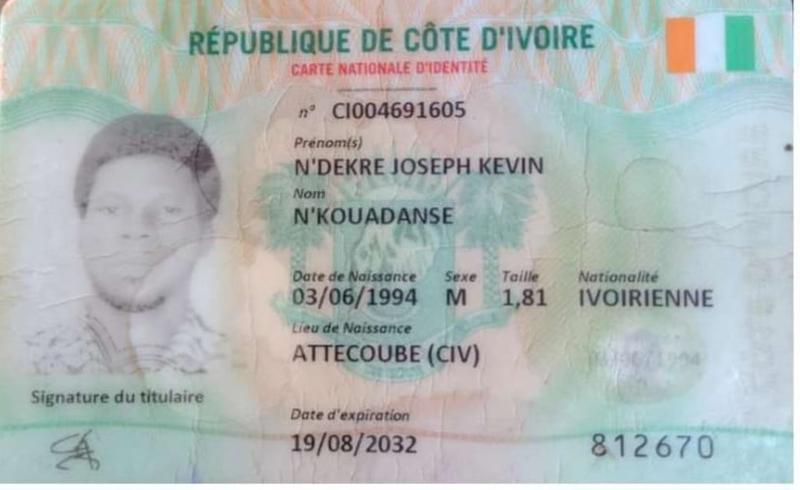 RÉPUBLIQUE DE CÔTE D'IVOIRE
CARTE NATIONALE D'IDENTITÉ
n° CI004691605
Prénom(s)
N'DEKRE JOSEPH KEVIN
Nom
N'KOUADANSE
Date de Naissance Sexe Taille Nationalité
03/06/1994 M 1,81 IVOIRIENNE
Lieu de Naissance
ATTECOUBE (CIV)
Signature du titulaire
Date d'expiration
19/08/2032
812670